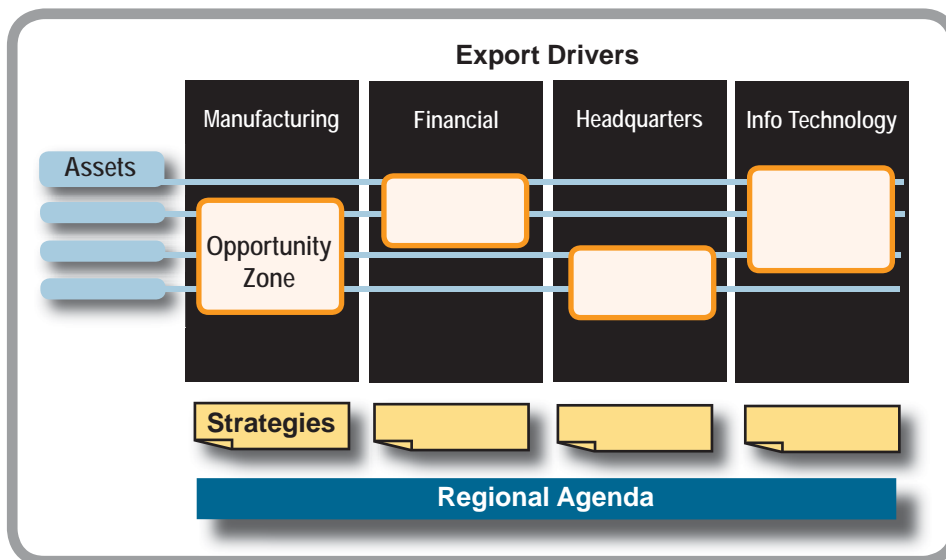 Export Drivers
Manufacturing
Financial
Headquarters
Info Technology
Assets
Opportunity
Zone
Strategies
Regional Agenda